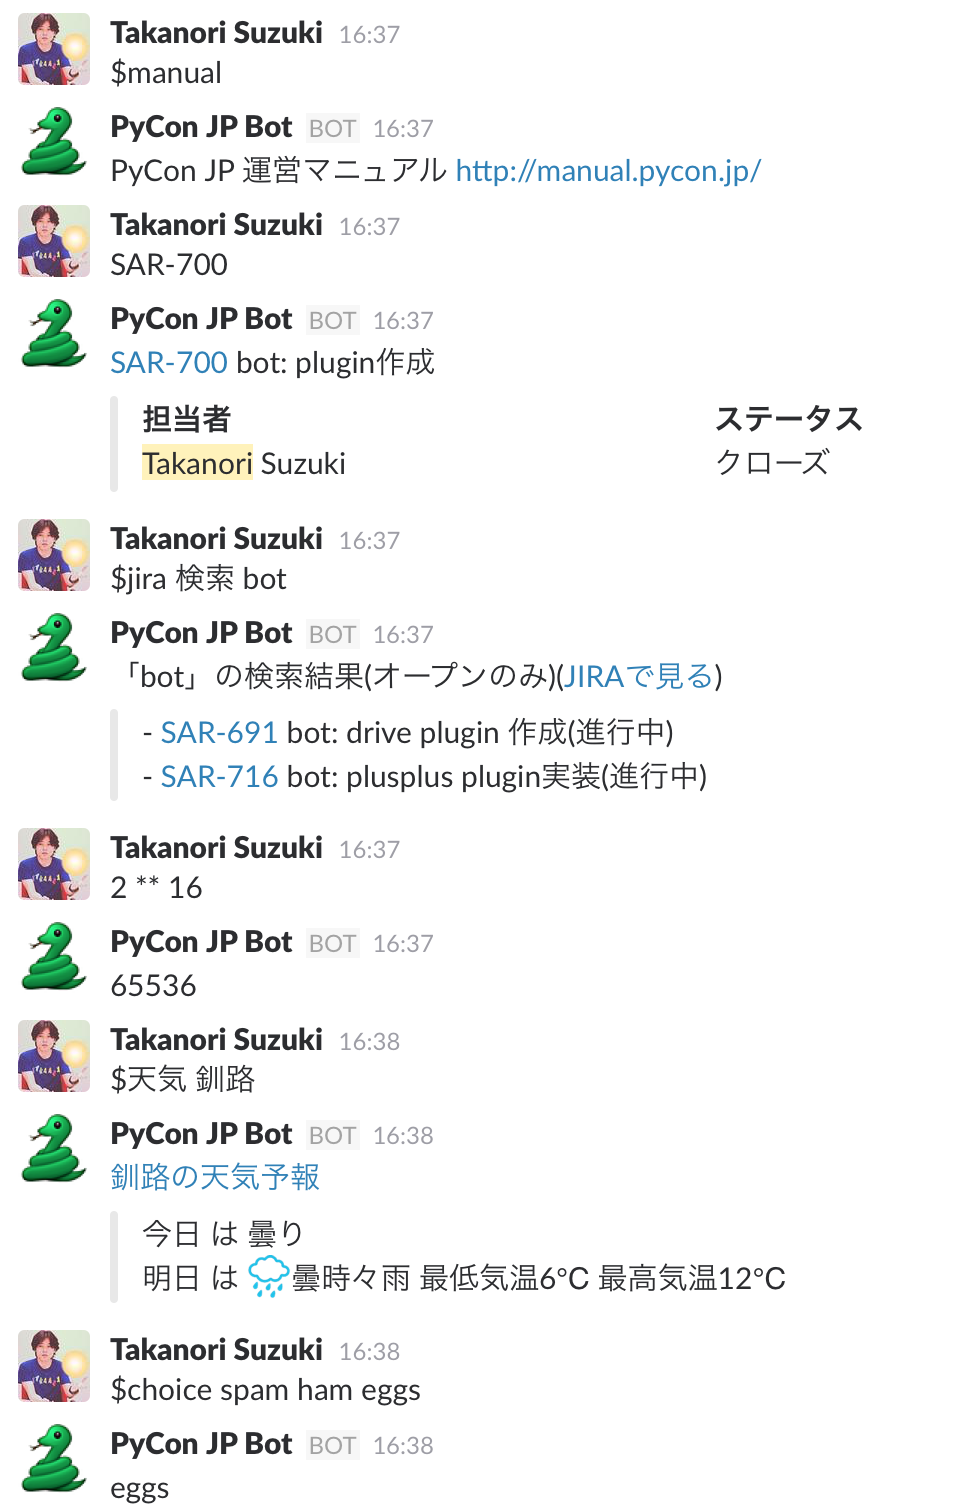 Takanori Suzuki 16:37
$manual
PyCon JP Bot BOT 16:37
PyCon JP 運営マニュアル http://manual.pycon.jp/
Takanori Suzuki 16:37
SAR-700
PyCon JP Bot BOT 16:37
SAR-700 bot: plugin作成
担当者 ステータス
Takanori Suzuki クローズ
Takanori Suzuki 16:37
$jira 検索 bot
PyCon JP Bot BOT 16:37
「bot」の検索結果(オープンのみ)(JIRAで見る)
- SAR-691 bot: drive plugin 作成(進行中)
- SAR-716 bot: plusplus plugin実装(進行中)
Takanori Suzuki 16:37
2 ** 16
PyCon JP Bot BOT 16:37
65536
Takanori Suzuki 16:38
$天気 釧路
PyCon JP Bot BOT 16:38
釧路の天気予報
今日 は 曇り
明日 は 曇時々雨 最低気温6℃ 最高気温12℃
Takanori Suzuki 16:38
$choice spam ham eggs
PyCon JP Bot BOT 16:38
eggs